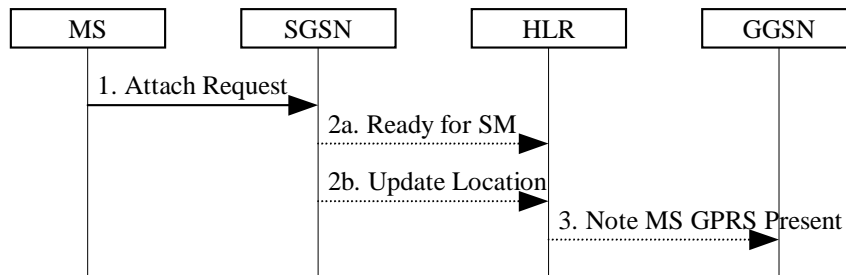 MS SGSN HLR GGSN
1. Attach Request
2a. Ready for SM
2b. Update Location
3. Note MS GPRS Present